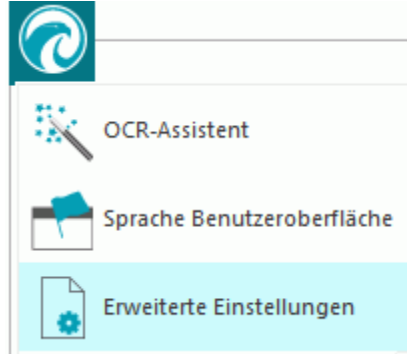 OCR-Assistent
Sprache Benutzeroberfläche
Erweiterte Einstellungen